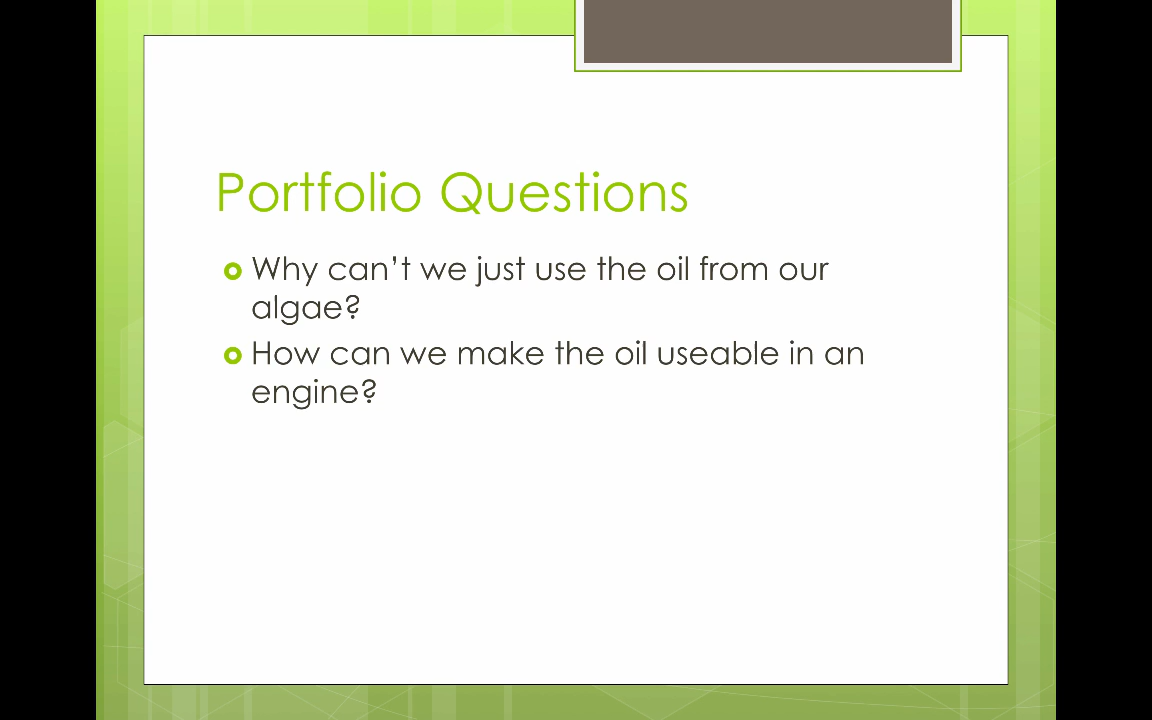 Portfolio Questions
Why can’t we just use the oil from our
algae?
How can we make the oil useable in an
engine?